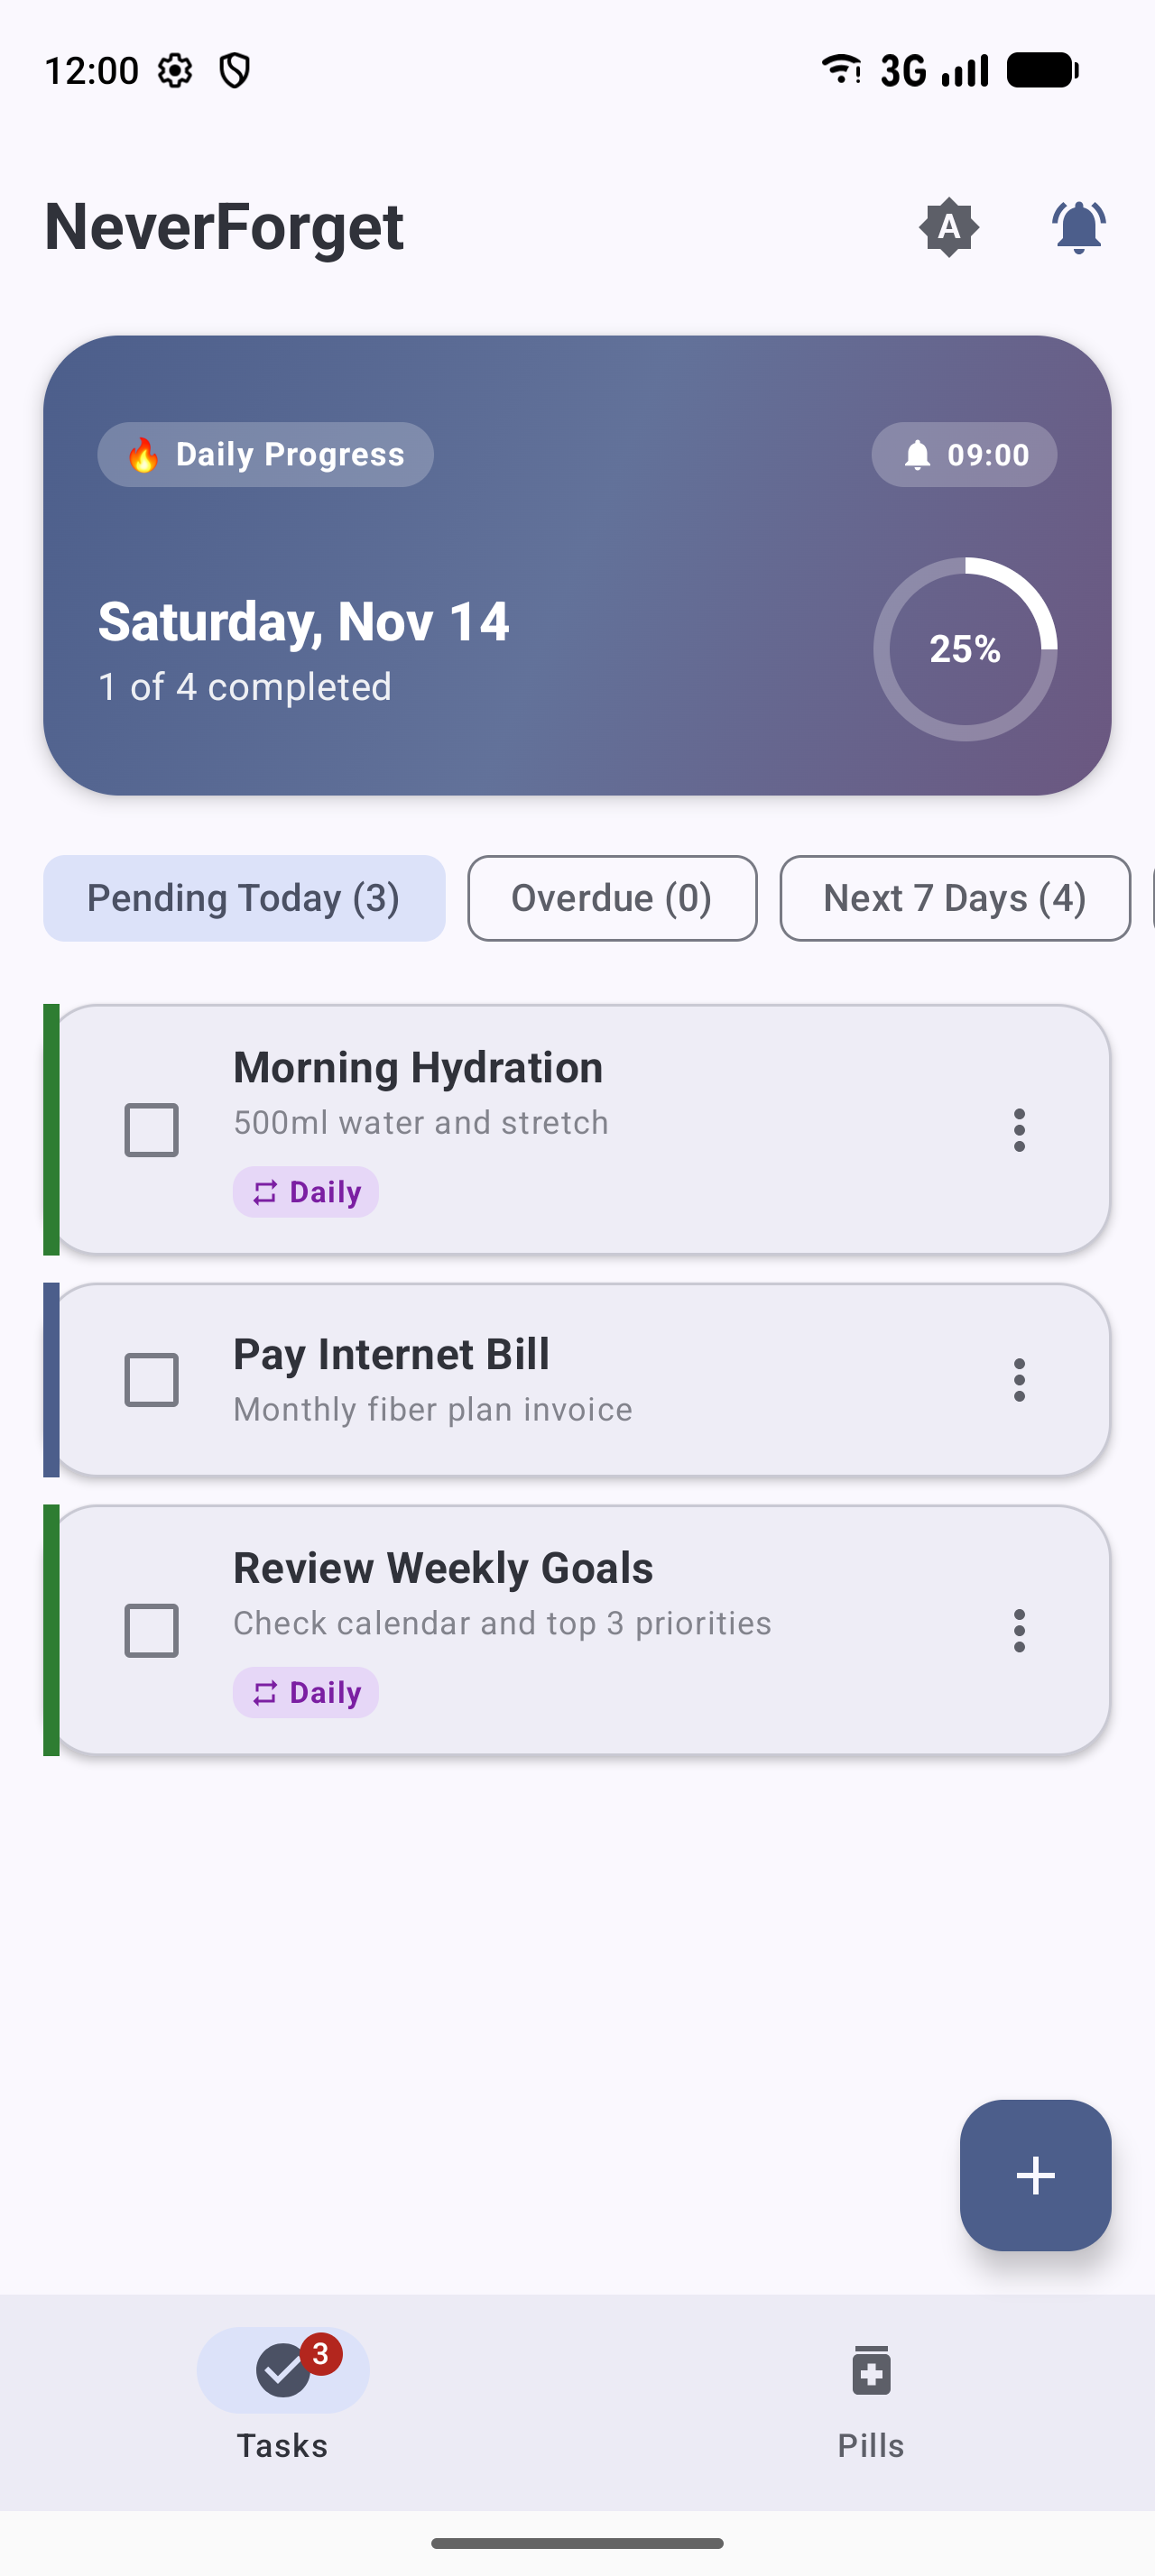 12:00
3G
NeverForget
A
🔥 Daily Progress
09:00
Saturday, Nov 14
1 of 4 completed
25%
Pending Today (3)
Overdue (0)
Next 7 Days (4)
Morning Hydration
500ml water and stretch
Daily
Pay Internet Bill
Monthly fiber plan invoice
Review Weekly Goals
Check calendar and top 3 priorities
Daily
3
Tasks
Pills